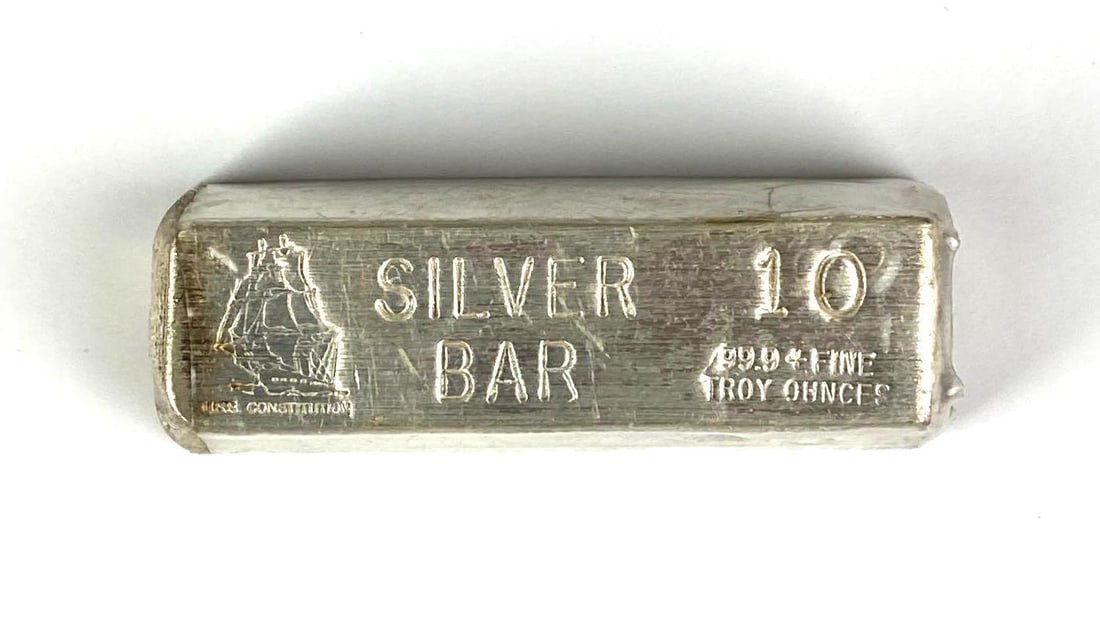 SILVER
BAR
10
99.9+ FINE
TROY OUNCES
U.S.S. CONSTITUTION